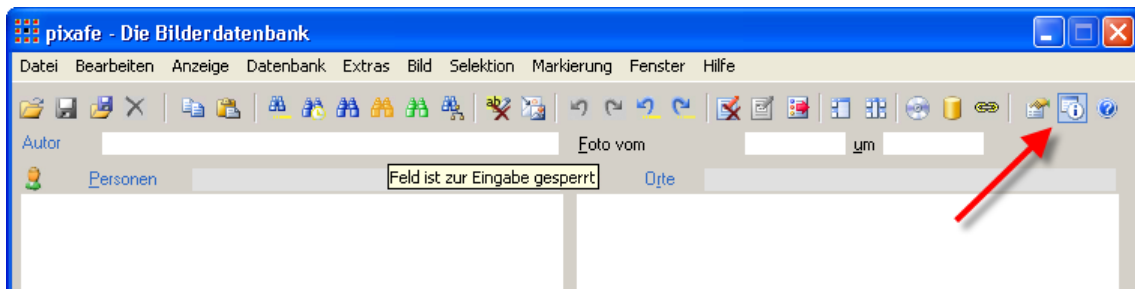 pixafe - Die Bilderdatenbank
Datei Bearbeiten Anzeige Datenbank Extras Bild Selektion Markierung Fenster Hilfe
Autor Foto vom um
Personen Feld ist zur Eingabe gesperrt Orte